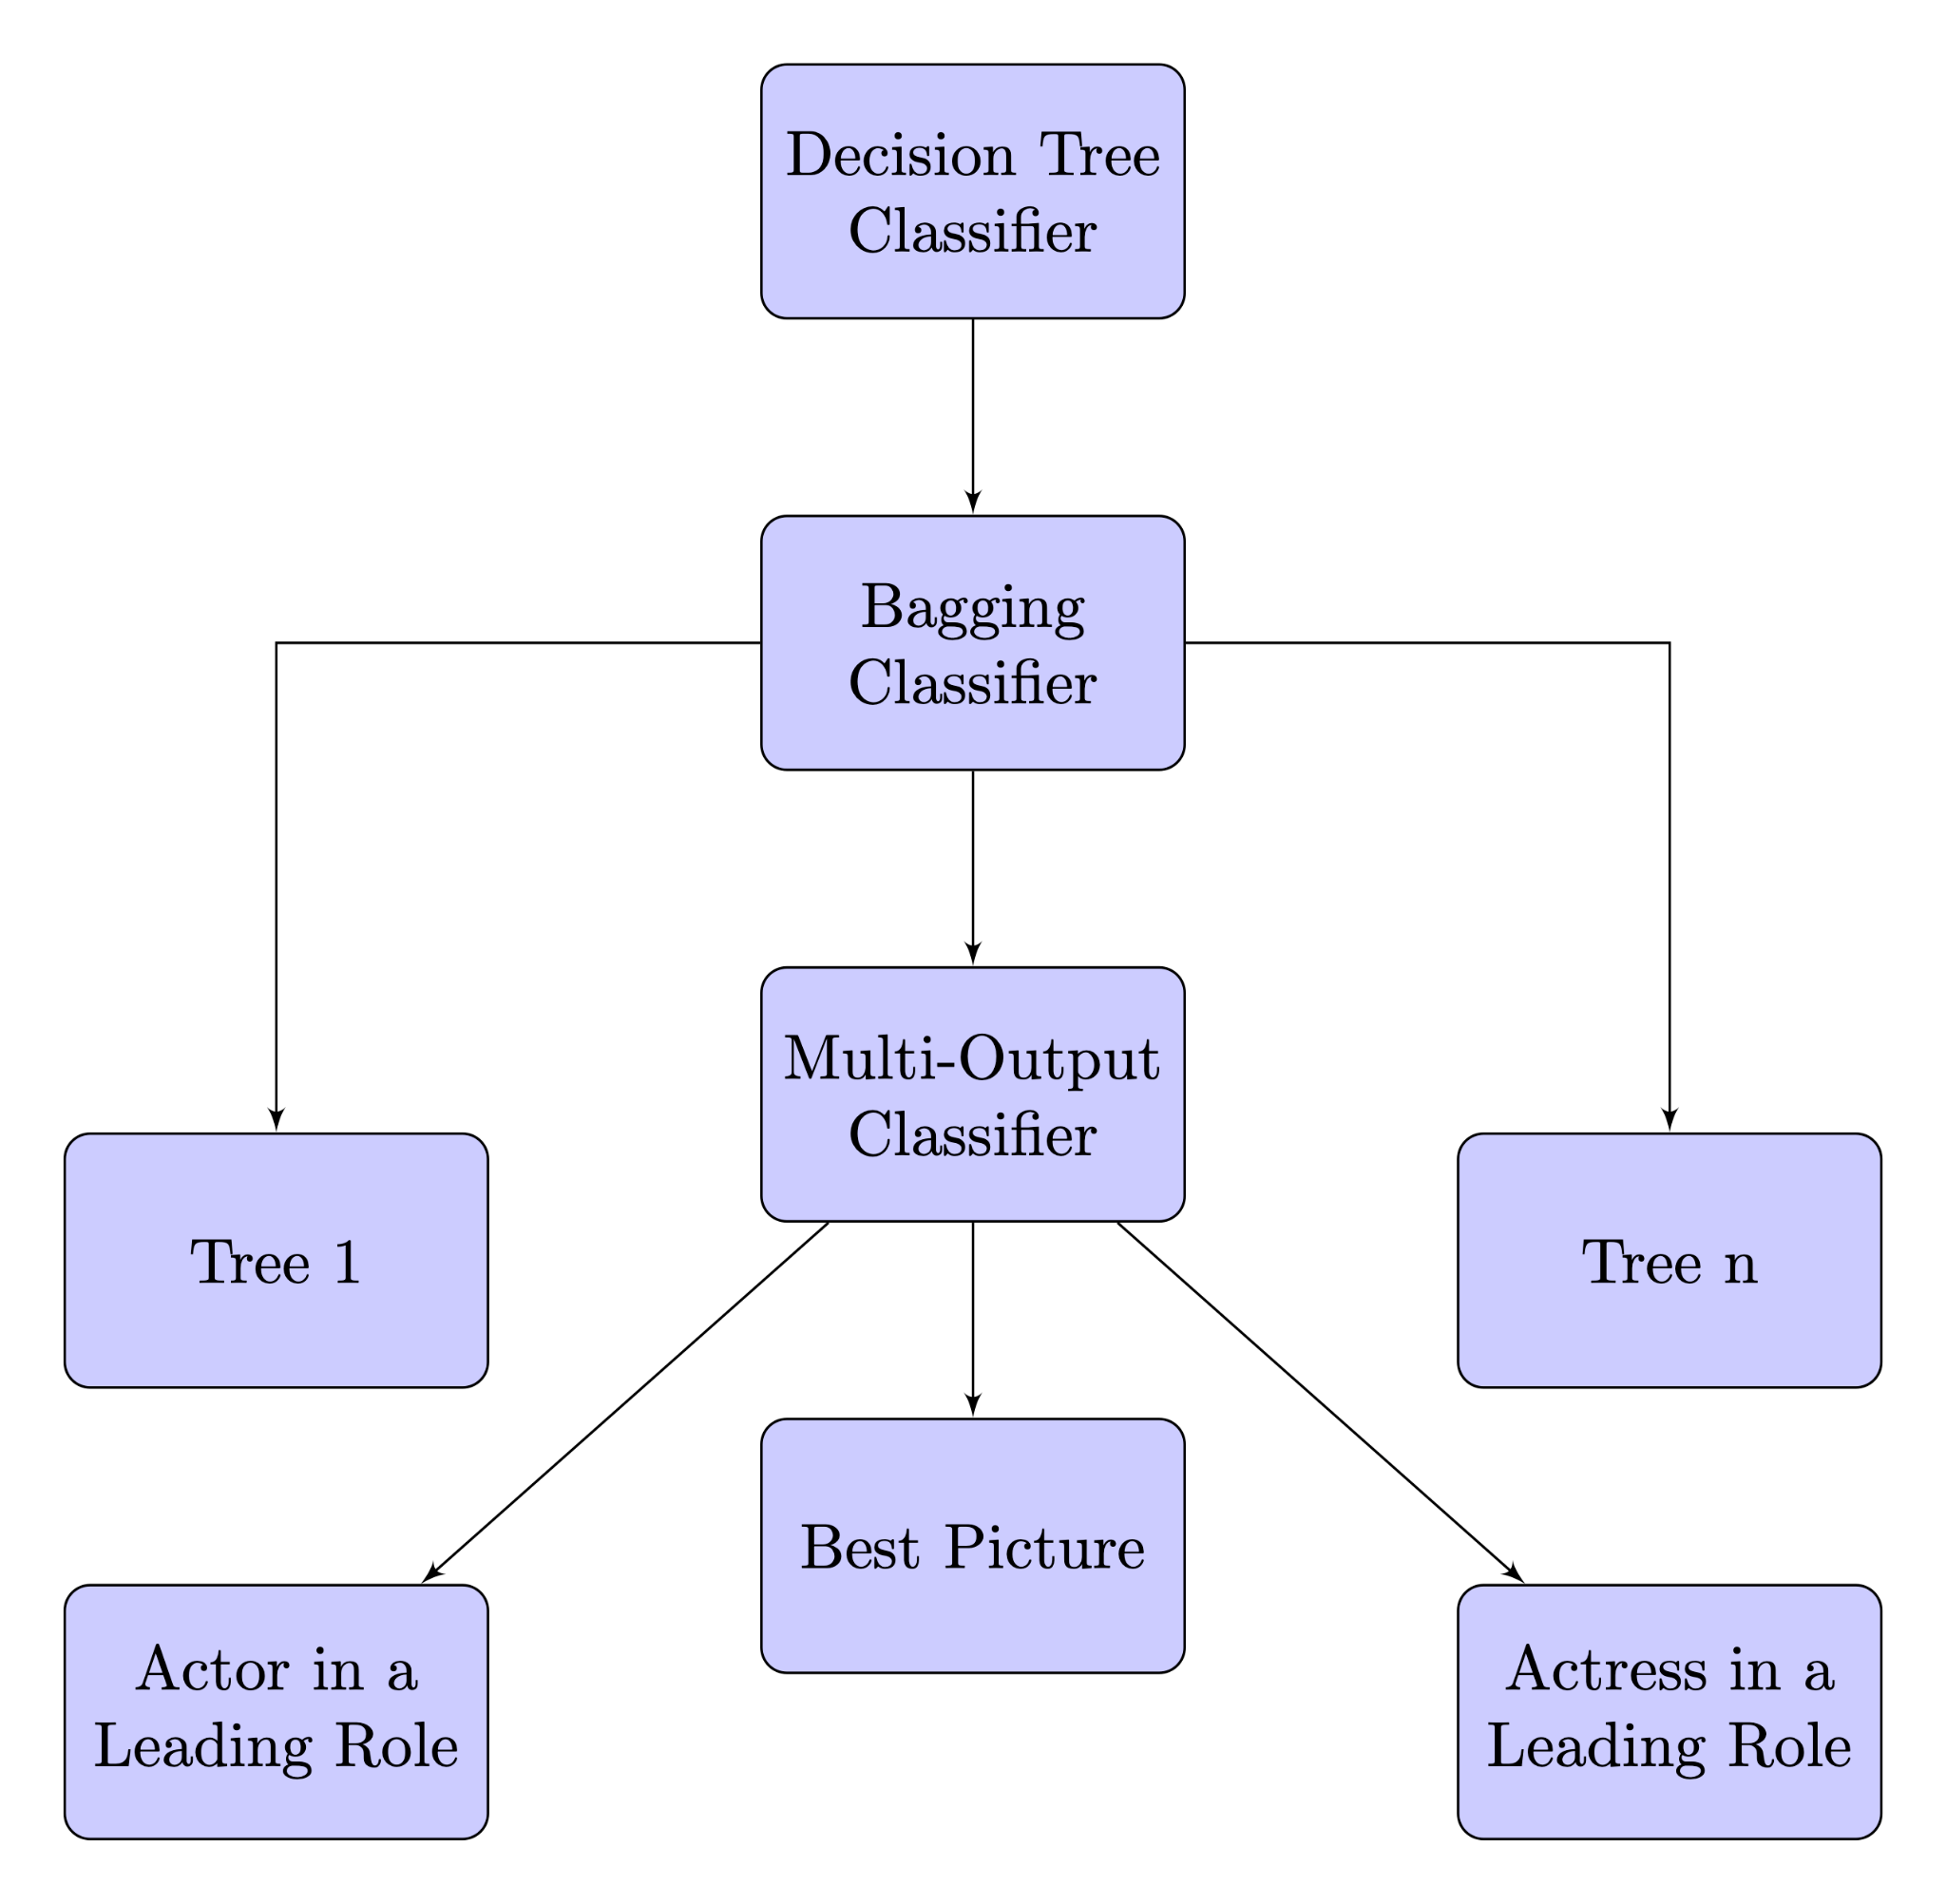 Decision Tree
Classifier
Bagging
Classifier
Multi-Output
Classifier
Tree 1
Tree n
Best Picture
Actor in a
Leading Role
Actress in a
Leading Role